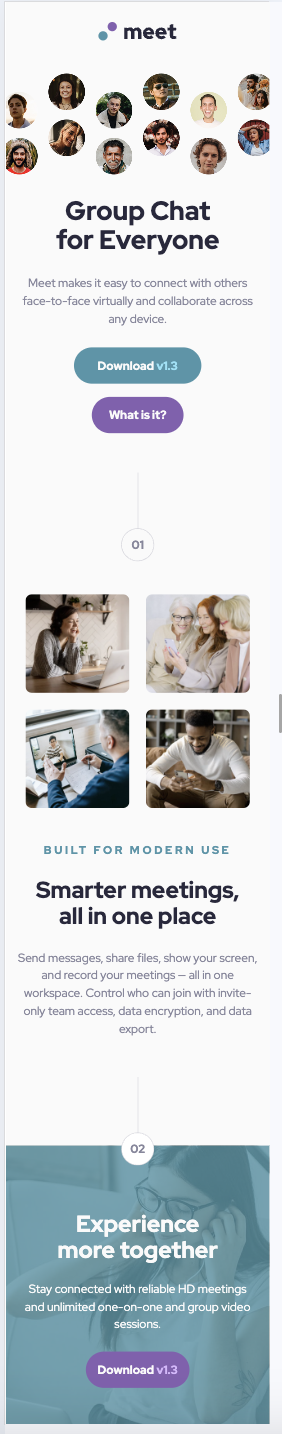 meet
Group Chat
for Everyone
Meet makes it easy to connect with others
face-to-face virtually and collaborate across
any device.
Download v1.3
What is it?
01
BUILT FOR MODERN USE
Smarter meetings,
all in one place
Send messages, share files, show your screen,
and record your meetings — all in one
workspace. Control who can join with invite-
only team access, data encryption, and data
export.
02
Experience
more together
Stay connected with reliable HD meetings
and unlimited one-on-one and group video
sessions.
Download v1.3